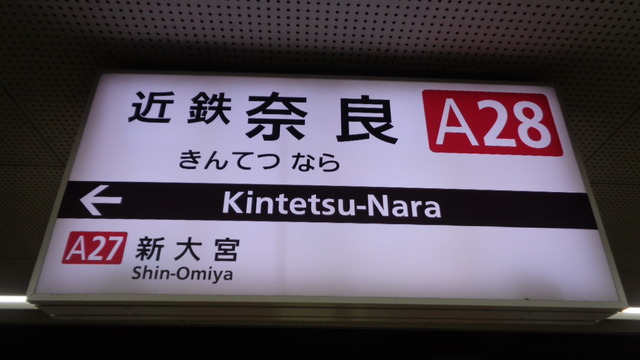 近鉄奈良 A28
きんてつ なら
← Kintetsu-Nara
A27 新大宮
Shin-Omiya